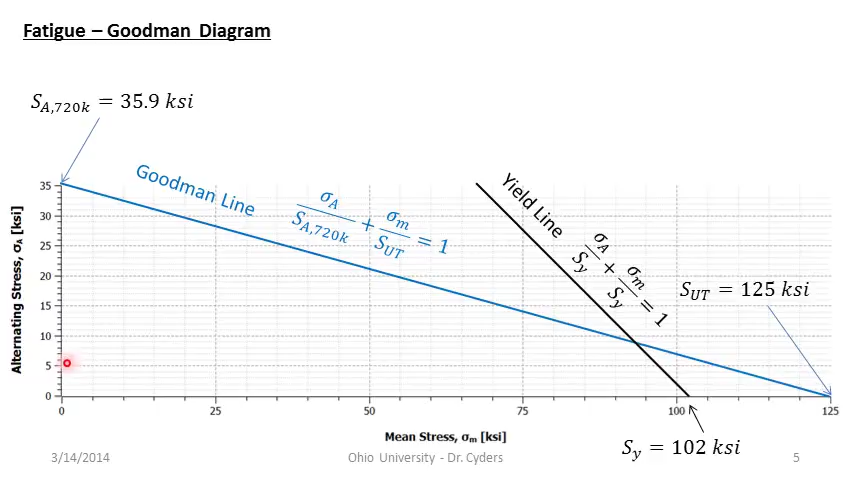 Fatigue – Goodman Diagram
S_{A,720k} = 35.9 ksi
Goodman Line
σ_A/S_{A,720k} + σ_m/S_{UT} = 1
Yield Line
σ_A/S_y + σ_m/S_y = 1
S_{UT} = 125 ksi
Alternating Stress, σA [ksi]
35
30
25
20
15
10
5
0
0
25
50
75
100
125
Mean Stress, σm [ksi]
S_y = 102 ksi
3/14/2014
Ohio University - Dr. Cyders
5